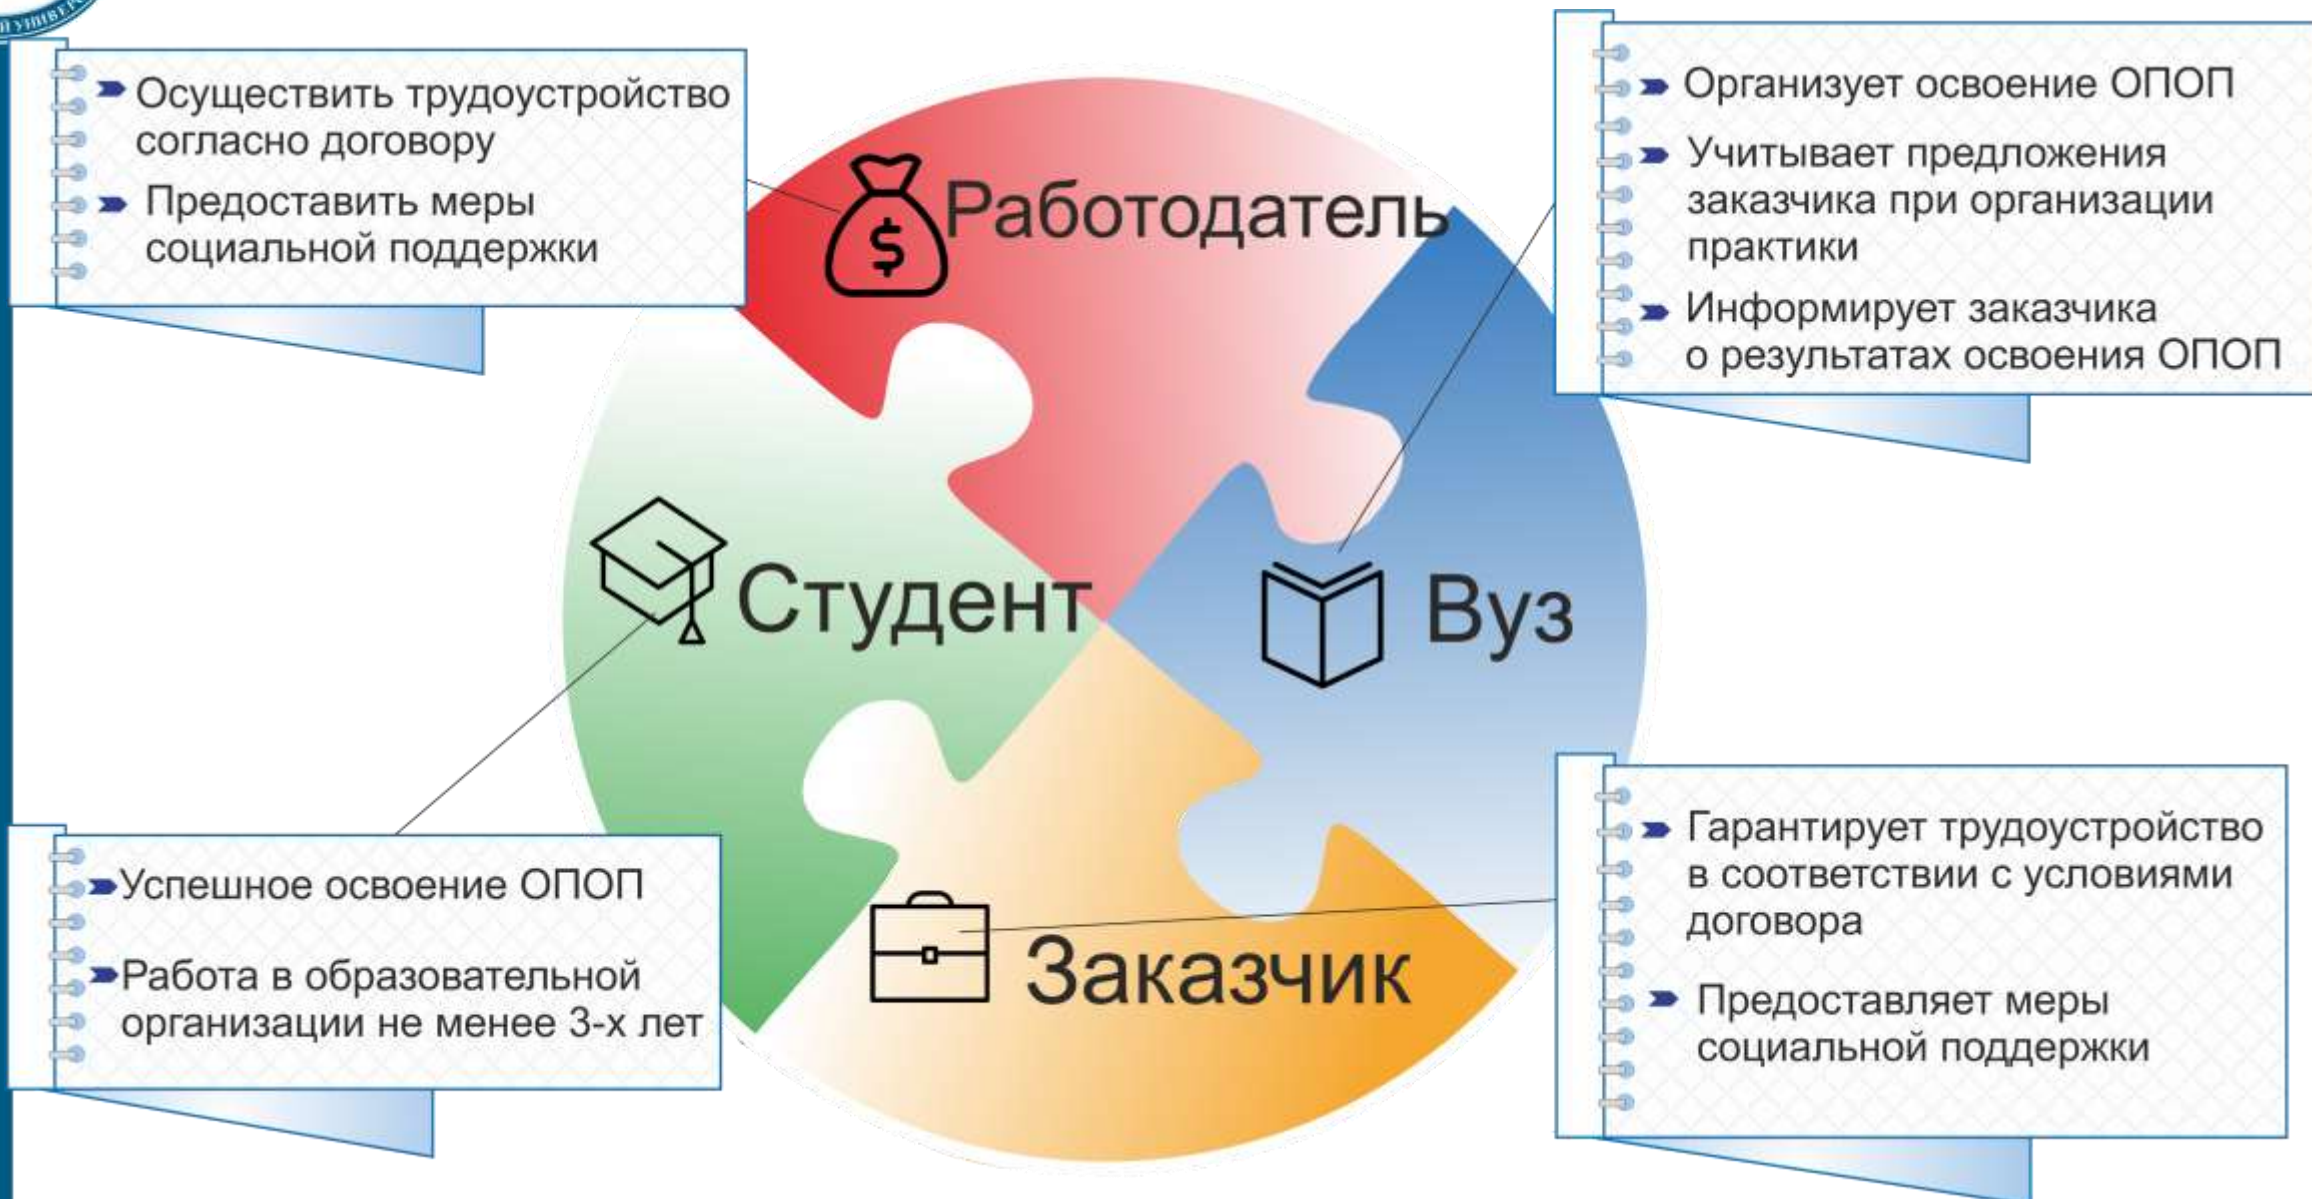 Осуществить трудоустройство
согласно договору
Предоставить меры
социальной поддержки
Организует освоение ОПОП
Учитывает предложения
заказчика при организации
практики
Информирует заказчика
о результатах освоения ОПОП
$
Работодатель
Студент
Вуз
Заказчик
Успешное освоение ОПОП
Работа в образовательной
организации не менее 3-х лет
Гарантирует трудоустройство
в соответствии с условиями
договора
Предоставляет меры
социальной поддержки